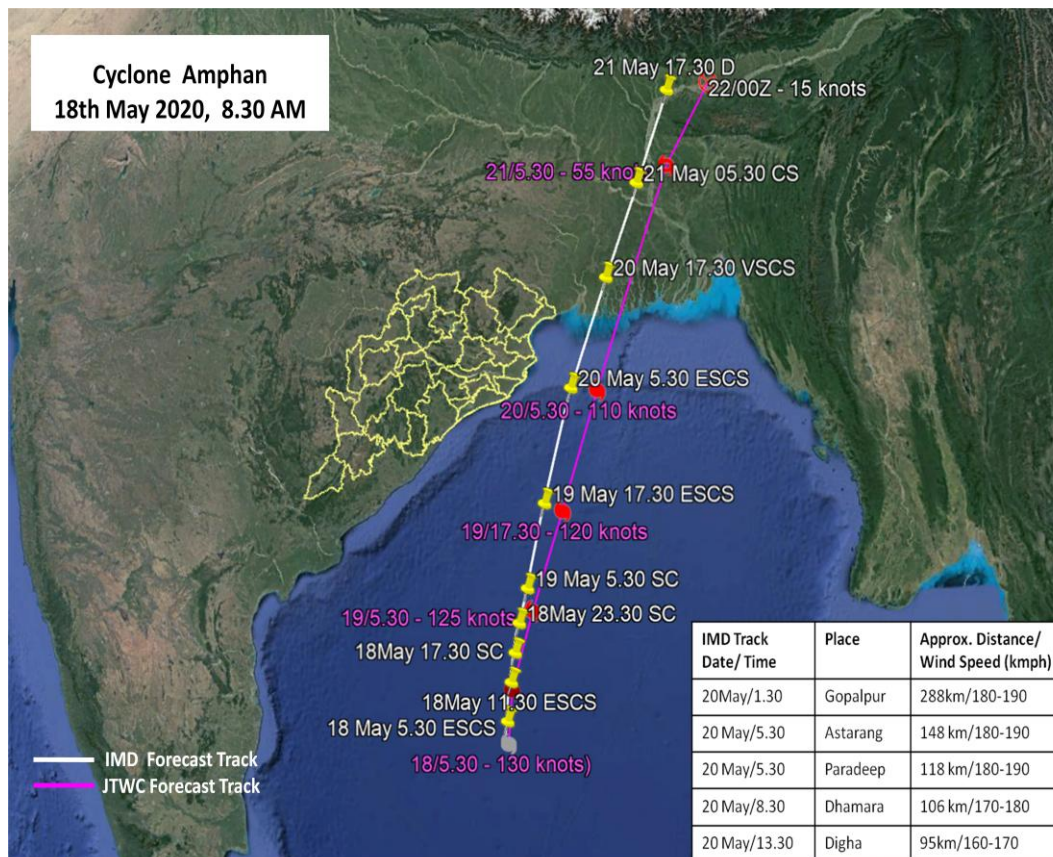 Cyclone Amphan
18th May 2020, 8.30 AM
21 May 17.30 D
22/00Z - 15 knots
21/5.30 - 55 knot
21 May 05.30 CS
20 May 17.30 VSCS
20 May 5.30 ESCS
20/5.30 - 110 knots
19 May 17.30 ESCS
19/17.30 - 120 knots
19 May 5.30 SC
19/5.30 - 125 knots
18May 23.30 SC
18May 17.30 SC
18May 11.30 ESCS
18 May 5.30 ESCS
18/5.30 - 130 knots)
IMD Forecast Track
JTWC Forecast Track
IMD Track Date/ Time Place Approx. Distance/ Wind Speed (kmph)
20May/1.30 Gopalpur 288km/180-190
20 May/5.30 Astarang 148 km/180-190
20 May/5.30 Paradeep 118 km/180-190
20 May/8.30 Dhamara 106 km/170-180
20 May/13.30 Digha 95km/160-170